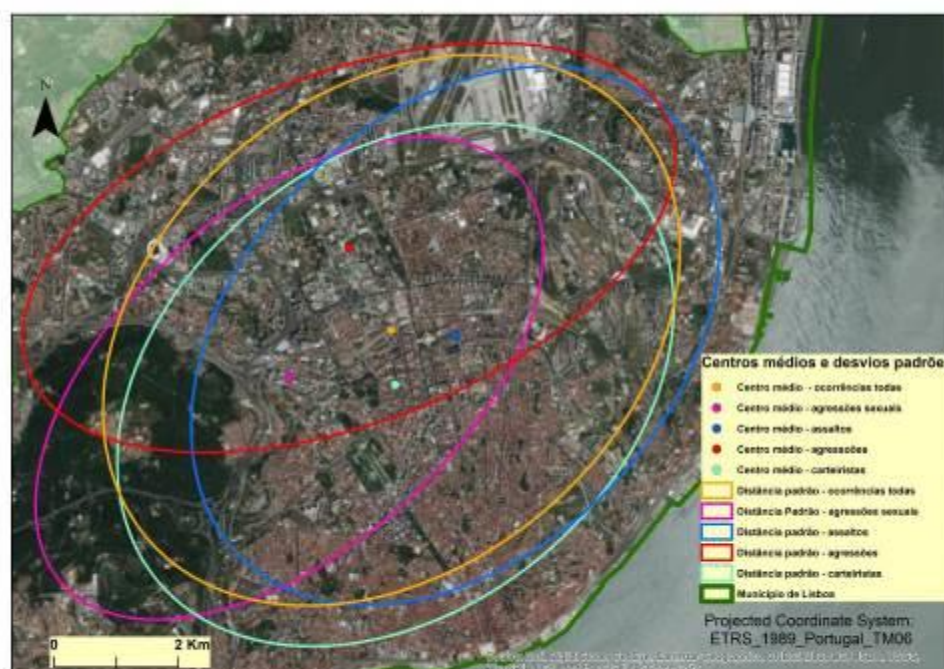 N
Centros médios e desvios padrõe
Centro médio - ocorrências todas
Centro médio - agressões sexuais
Centro médio - assaltos
Centro médio - agressões
Centro médio - carteiristas
Distância padrão - ocorrências todas
Distância Padrão - agressões sexuais
Distância padrão - assaltos
Distância padrão - agressões
Distância padrão - carteiristas
Município de Lisboa
Projected Coordinate System:
ETRS_1989_Portugal_TM06
0 2 Km